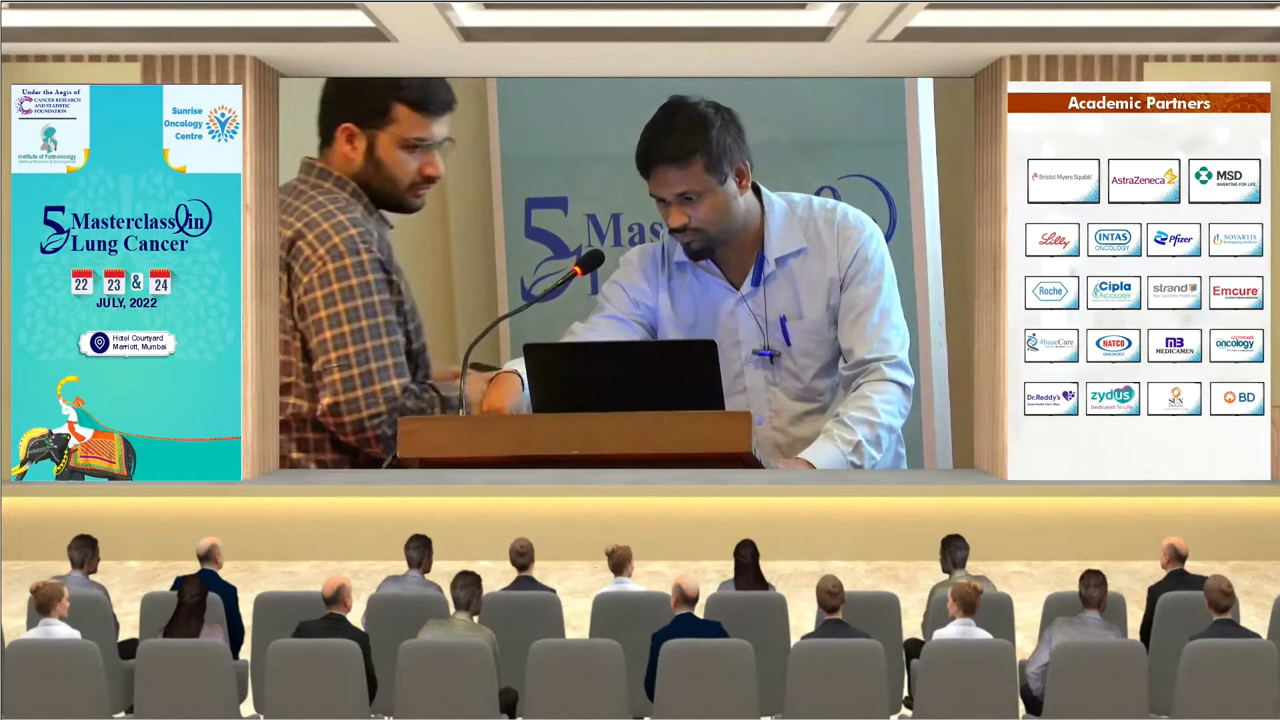 Under the Aegis of
CANCER RESEARCH
AND STATISTIC
FOUNDATION
Institute of Pulmonology
Sunrise
Oncology
Centre
5 Masterclass in
Lung Cancer
22 23 & 24
JULY, 2022
Hotel Courtyard
Marriott, Mumbai
5 Mas
Academic Partners
Bristol Myers Squibb
AstraZeneca
MSD
INVENTING FOR LIFE
Lilly
INTAS
ONCOLOGY
Pfizer
NOVARTIS
Roche
Cipla
ONCOLOGY
strand
Emcure
4baseCare
NATCO
ONCOLOGY
MB
MEDICAMEN
glenmark
oncology
Dr.Reddy's
zydus
Dedicated To Life
SUN
BD